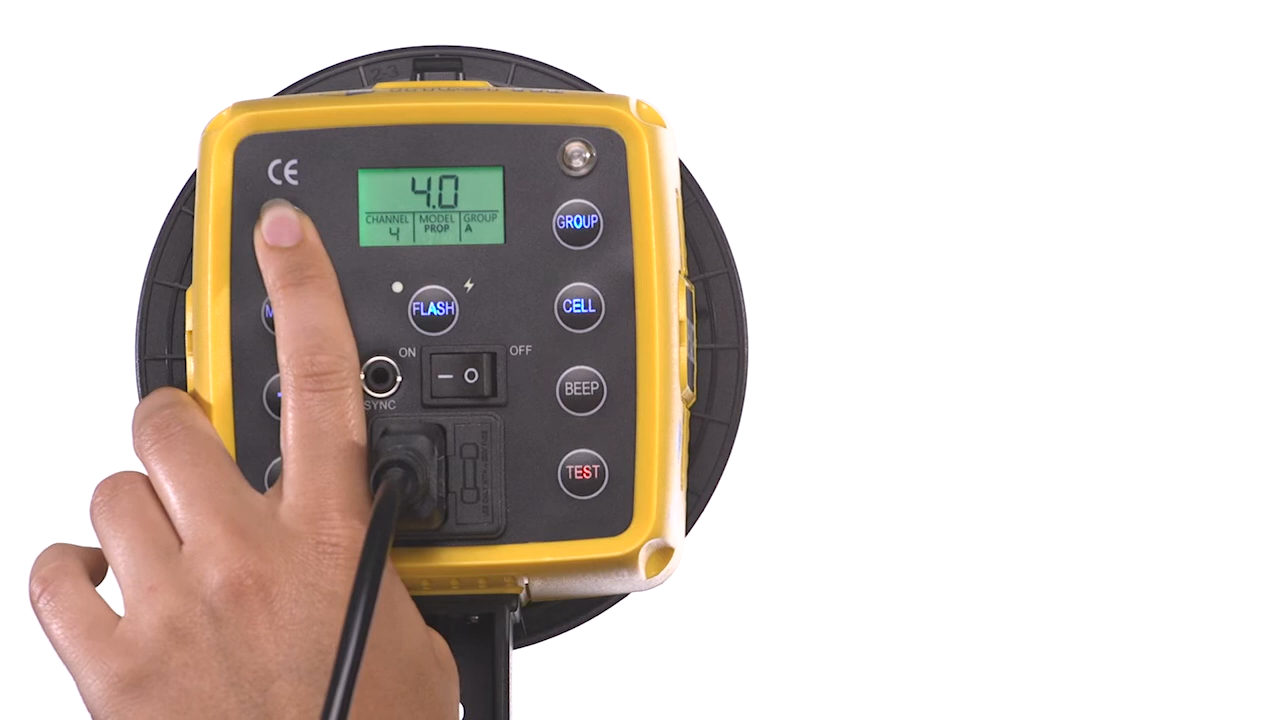 CE
4.0
CHANNEL MODEL GROUP
4 PROP A
GROUP
FLASH
CELL
ON OFF
SYNC
BEEP
TEST